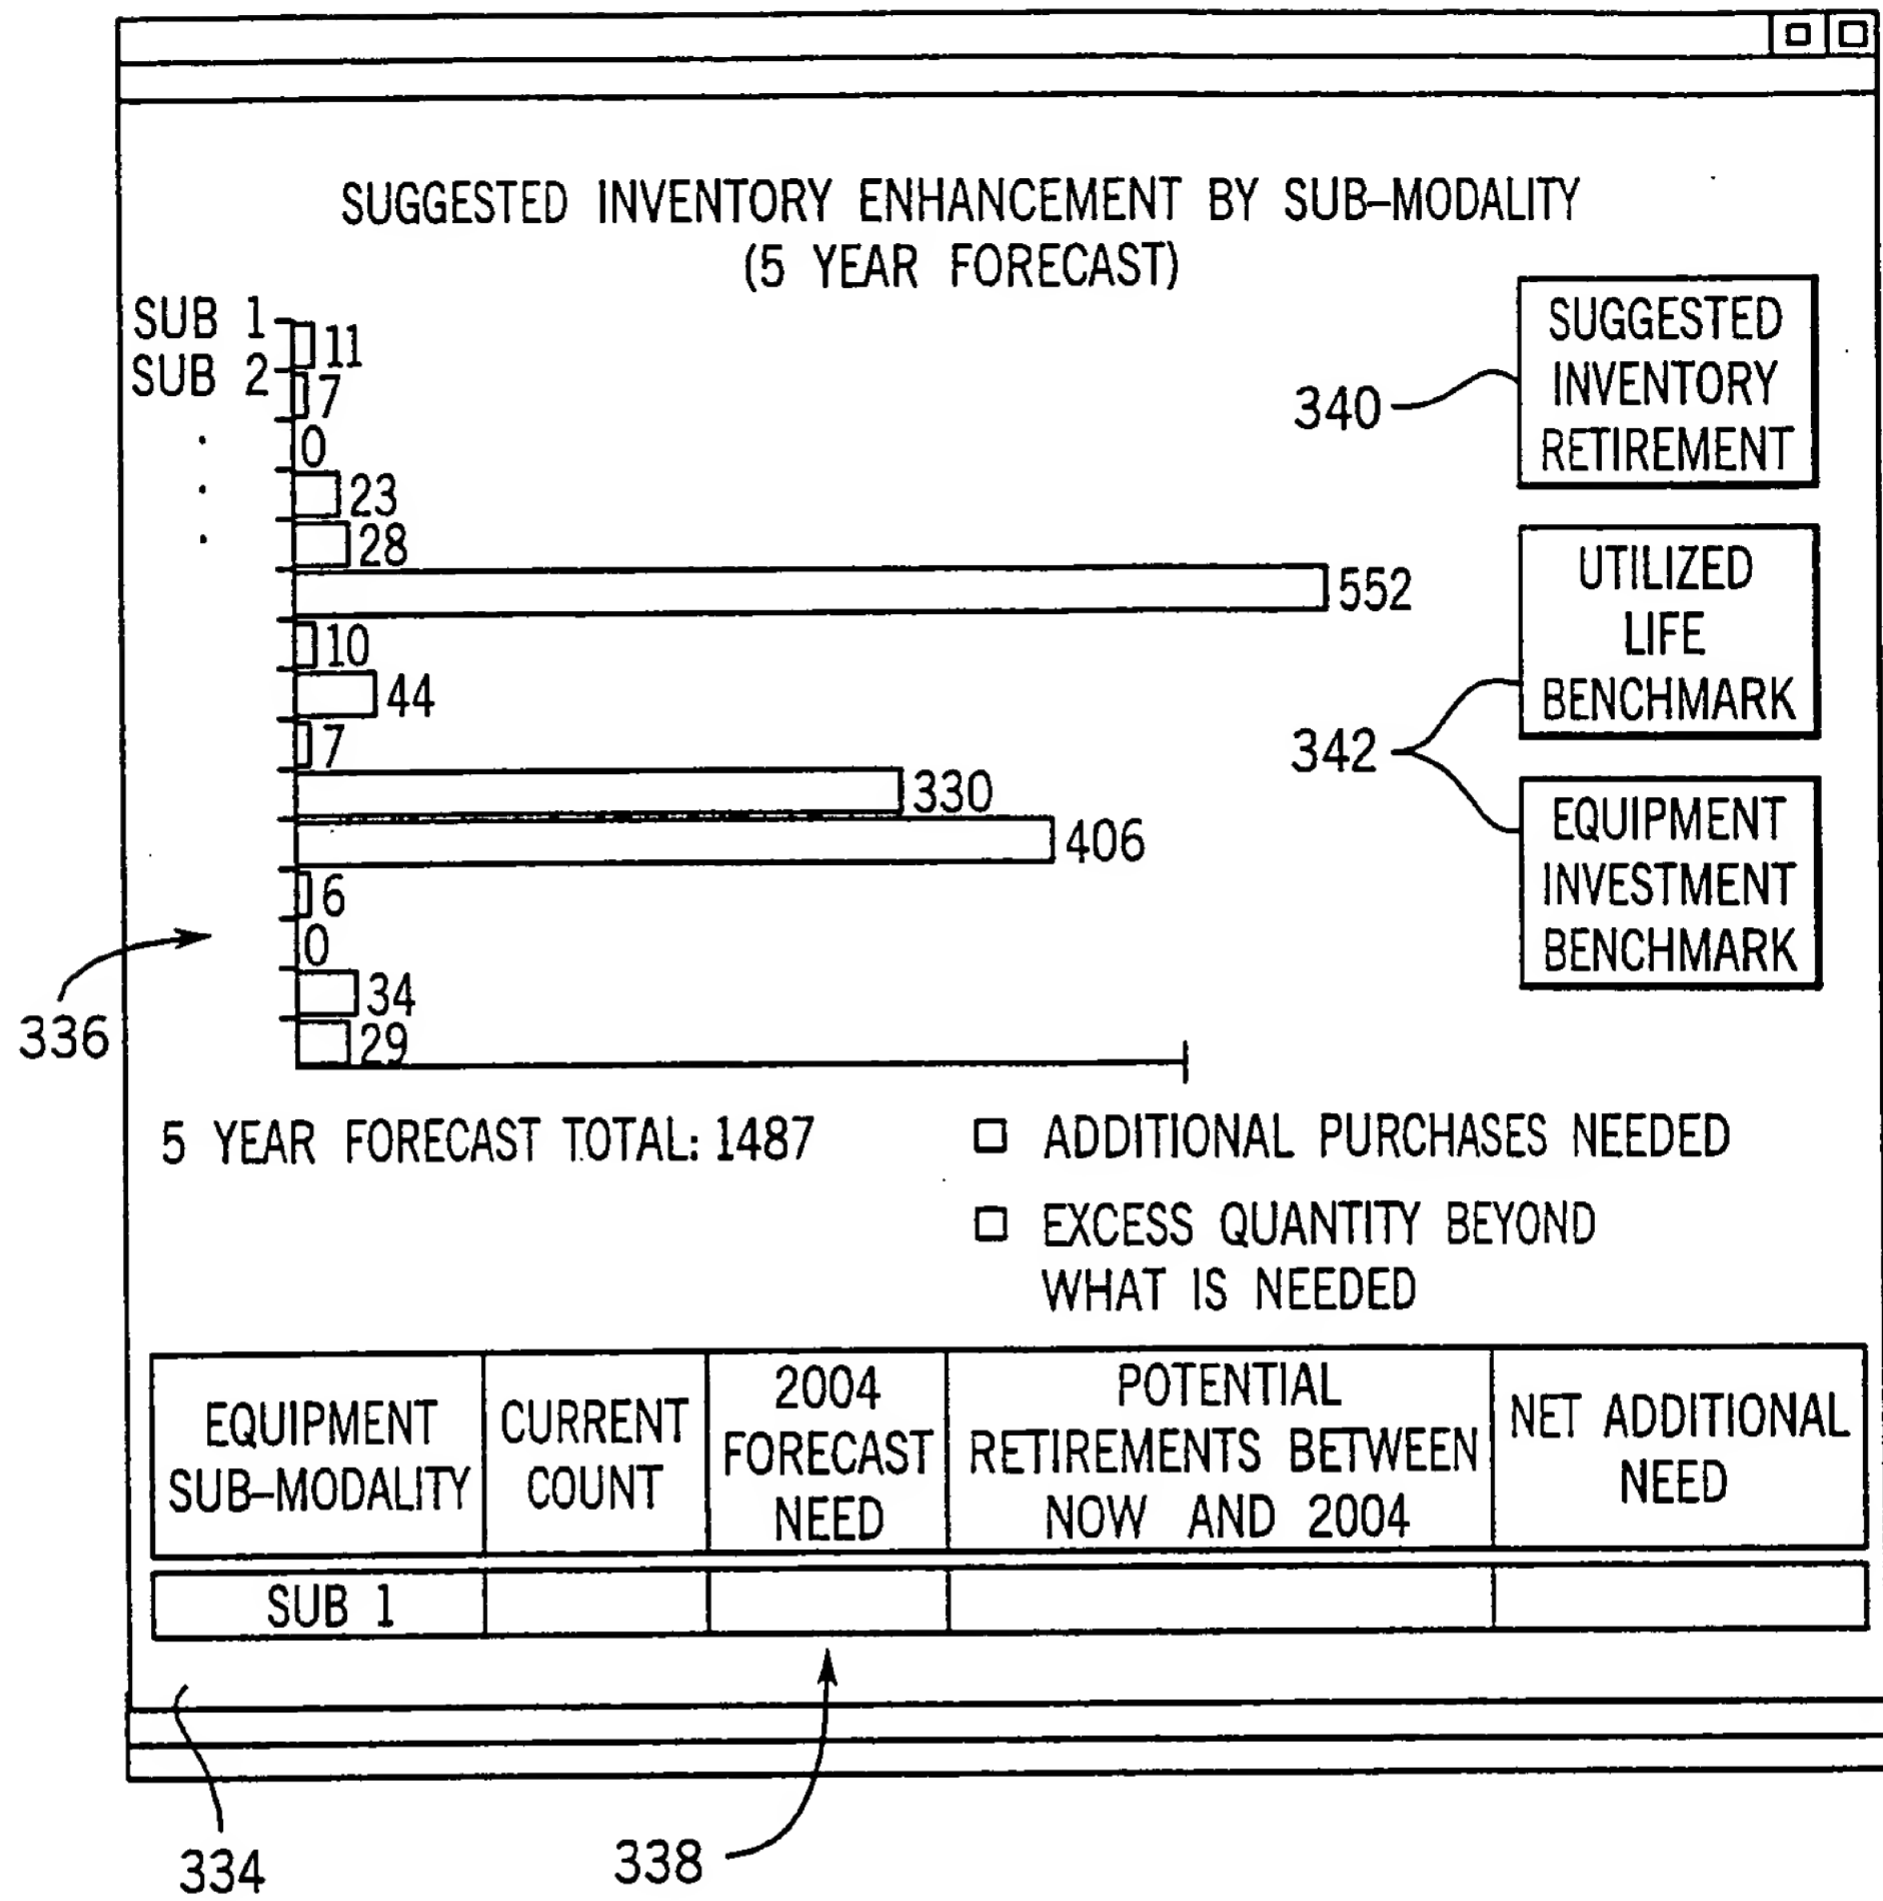 SUGGESTED INVENTORY ENHANCEMENT BY SUB-MODALITY
(5 YEAR FORECAST)
SUB 1
SUB 2
.
.
.
11
7
0
23
28
552
10
44
7
330
406
6
0
34
29
SUGGESTED
INVENTORY
RETIREMENT
340
UTILIZED
LIFE
BENCHMARK
342
EQUIPMENT
INVESTMENT
BENCHMARK
336
5 YEAR FORECAST TOTAL: 1487
ADDITIONAL PURCHASES NEEDED
EXCESS QUANTITY BEYOND
WHAT IS NEEDED
EQUIPMENT
SUB-MODALITY
CURRENT
COUNT
2004
FORECAST
NEED
POTENTIAL
RETIREMENTS BETWEEN
NOW AND 2004
NET ADDITIONAL
NEED
SUB 1
334
338